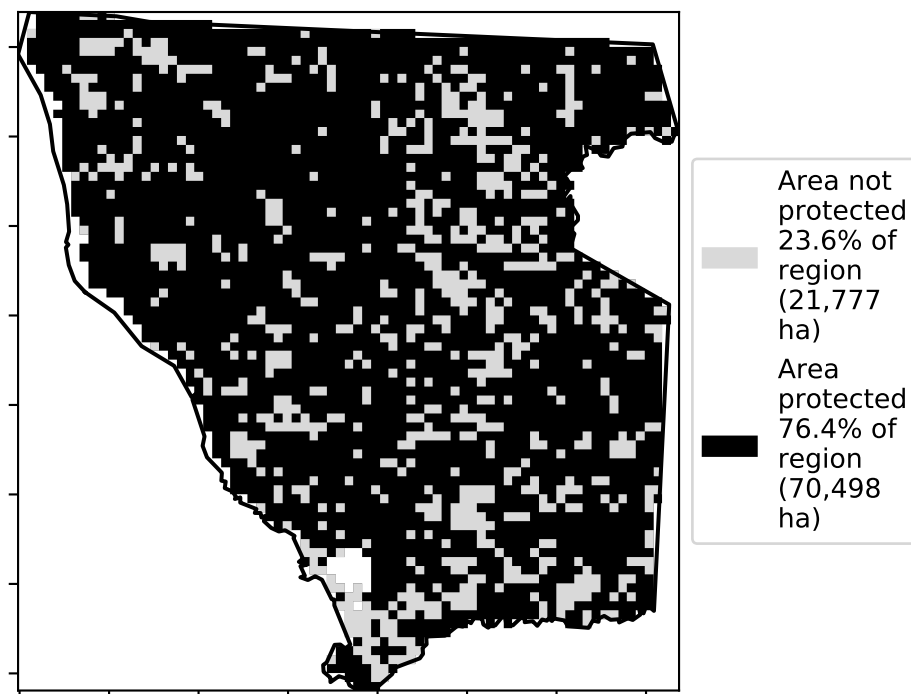 Area not
protected
23.6% of
region
(21,777
ha)
Area
protected
76.4% of
region
(70,498
ha)